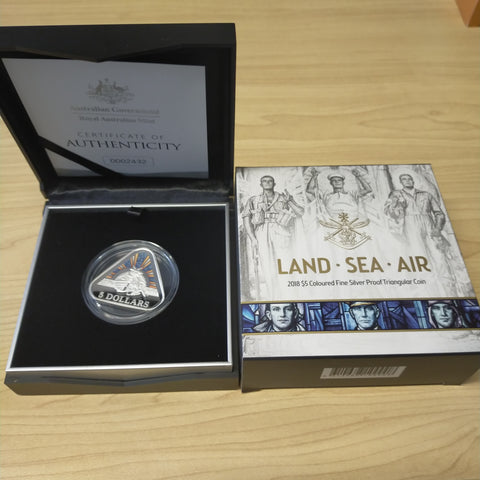 Australian Government
Royal Australian Mint
CERTIFICATE OF
AUTHENTICITY
0002432
5 DOLLARS
LAND · SEA · AIR
2018 $5 Coloured Fine Silver Proof Triangular Coin